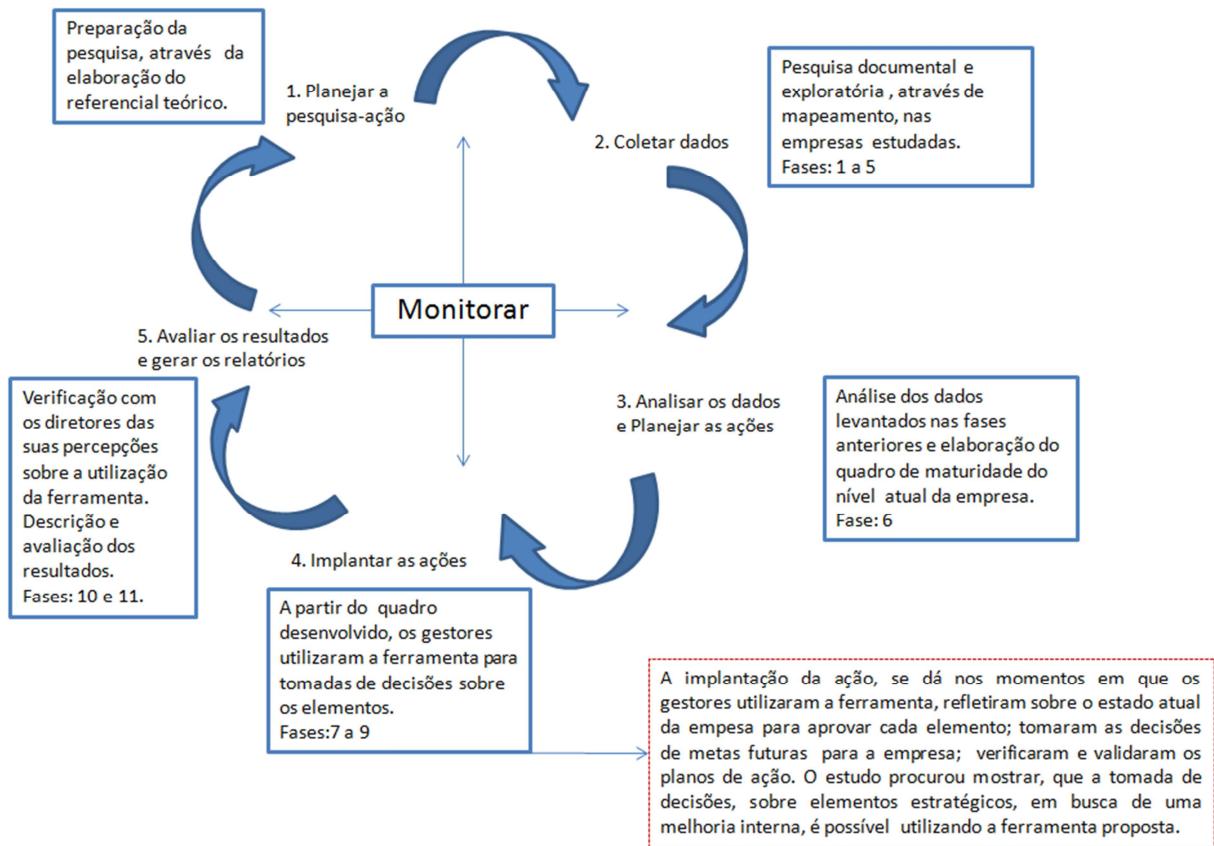 Preparação da
pesquisa, através da
elaboração do
referencial teórico.
1. Planejar a
pesquisa-ação
Pesquisa documental e
exploratória , através de
mapeamento, nas
empresas estudadas.
Fases: 1 a 5
2. Coletar dados
Monitorar
5. Avaliar os resultados
e gerar os relatórios
Verificação com
os diretores das
suas percepções
sobre a utilização
da ferramenta.
Descrição e
avaliação dos
resultados.
Fases: 10 e 11.
3. Analisar os dados
e Planejar as ações
Análise dos dados
levantados nas fases
anteriores e elaboração do
quadro de maturidade do
nível atual da empresa.
Fase: 6
4. Implantar as ações
A partir do quadro
desenvolvido, os gestores
utilizaram a ferramenta para
tomadas de decisões sobre
os elementos.
Fases:7 a 9
A implantação da ação, se dá nos momentos em que os
gestores utilizaram a ferramenta, refletiram sobre o estado atual
da empesa para aprovar cada elemento; tomaram as decisões
de metas futuras para a empresa; verificaram e validaram os
planos de ação. O estudo procurou mostrar, que a tomada de
decisões, sobre elementos estratégicos, em busca de uma
melhoria interna, é possível utilizando a ferramenta proposta.